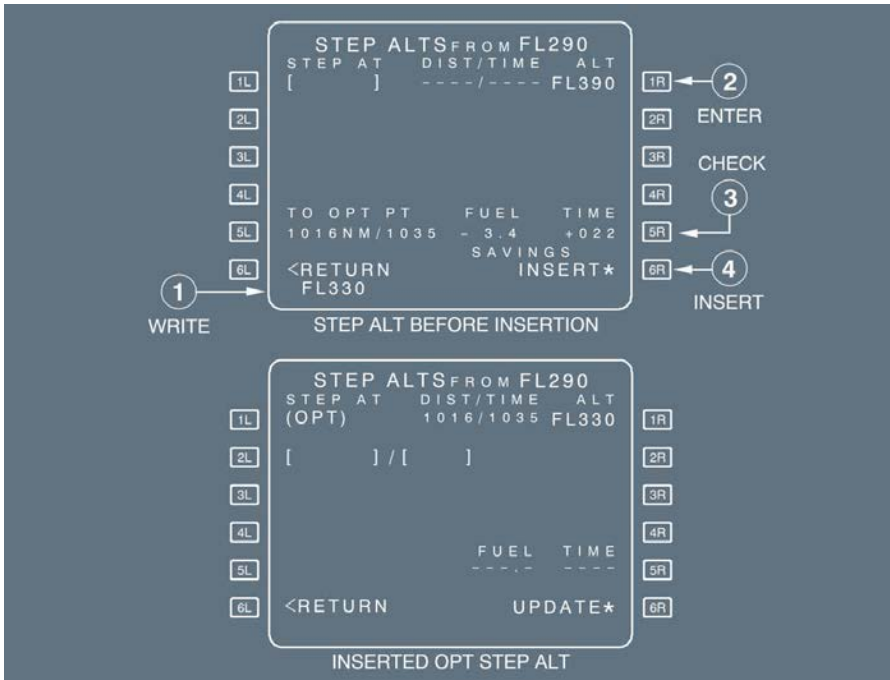 STEP ALTS FROM FL290
STEP AT DIST/TIME ALT
1L [ ] ----/---- FL390 1R 2
2L 2R ENTER
3L 3R CHECK
4L 4R 3
TO OPT PT FUEL TIME
5L 1016NM/1035 - 3.4 +022 5R
SAVINGS
6L <RETURN INSERT* 6R 4
1 FL330 INSERT
WRITE STEP ALT BEFORE INSERTION
STEP ALTS FROM FL290
STEP AT DIST/TIME ALT
1L (OPT) 1016/1035 FL330 1R
2L [ ]/[ ] 2R
3L 3R
4L 4R
FUEL TIME
5L ---.- ---- 5R
6L <RETURN UPDATE* 6R
INSERTED OPT STEP ALT